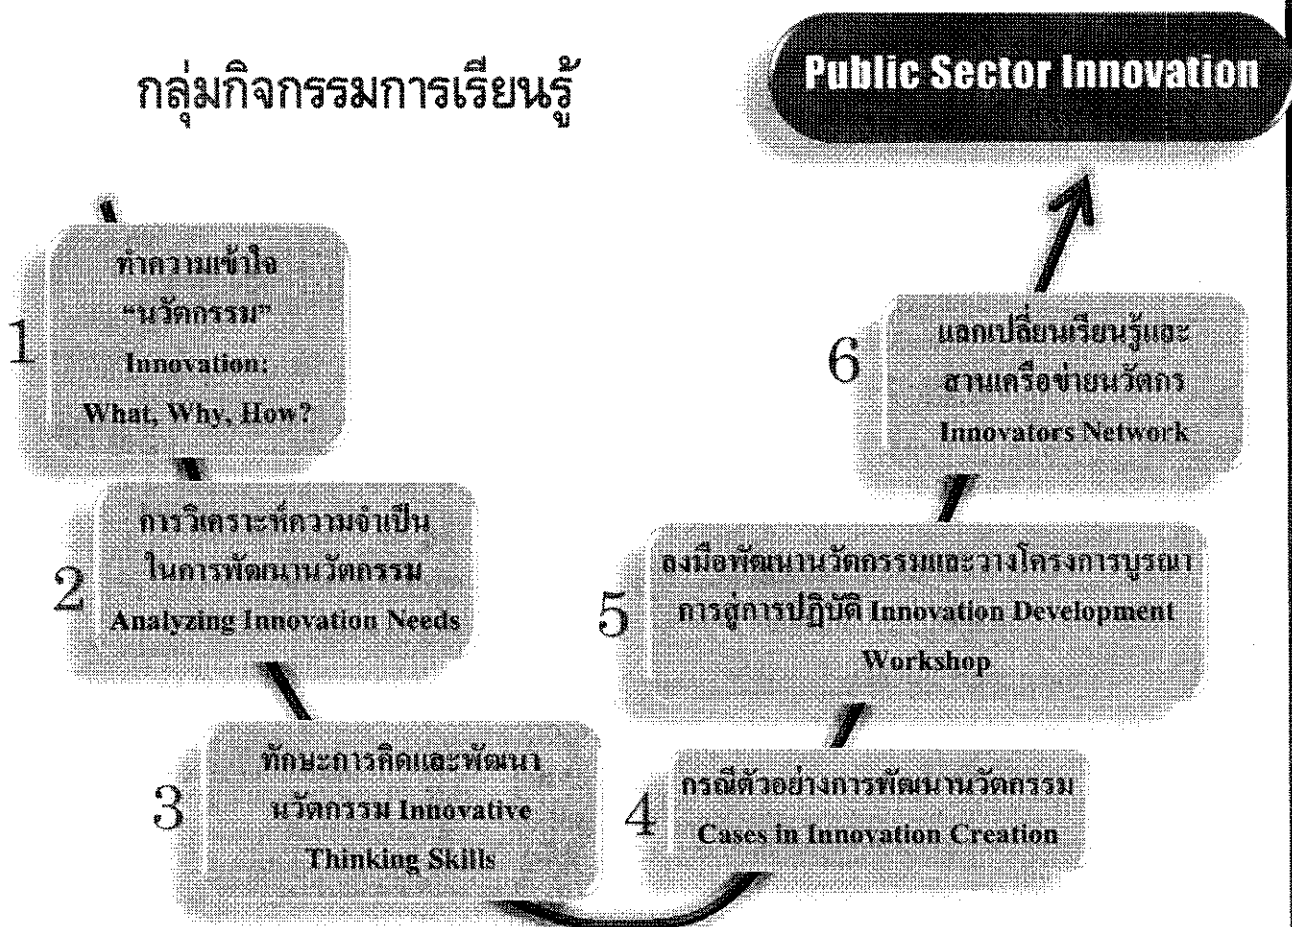 กลุ่มกิจกรรมการเรียนรู้
Public Sector Innovation
1
ทำความเข้าใจ
“นวัตกรรม”
Innovation:
What, Why, How?
2
การวิเคราะห์ความจำเป็น
ในการพัฒนานวัตกรรม
Analyzing Innovation Needs
3
ทักษะการคิดและพัฒนา
นวัตกรรม Innovative
Thinking Skills
4
กรณีตัวอย่างการพัฒนานวัตกรรม
Cases in Innovation Creation
5
ลงมือพัฒนานวัตกรรมและวางโครงการบูรณา
การสู่การปฏิบัติ Innovation Development
Workshop
6
แลกเปลี่ยนเรียนรู้และ
สานเครือข่ายนวัตกร
Innovators Network